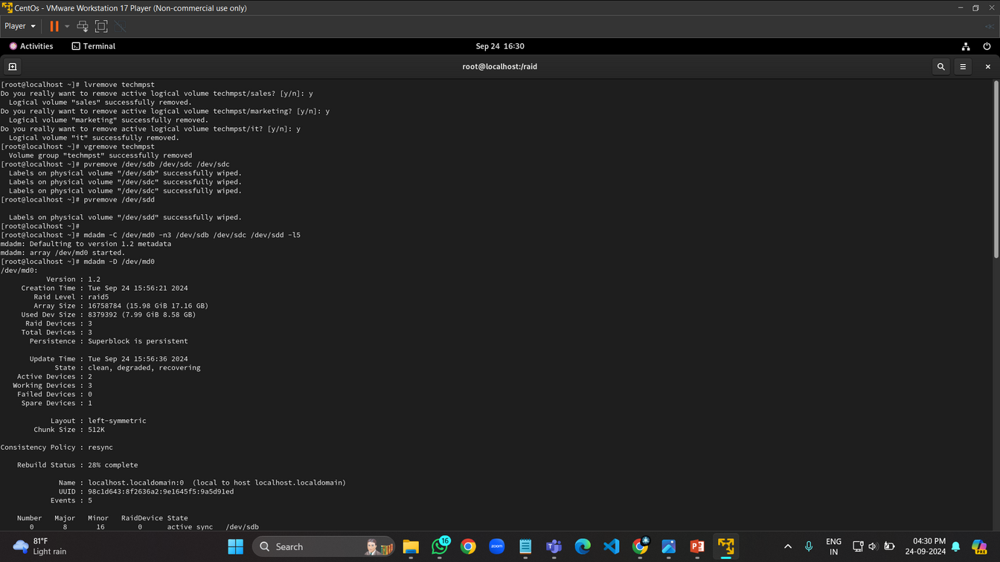 CentOs - VMware Workstation 17 Player (Non-commercial use only)
Player
Activities Terminal Sep 24 16:30
root@localhost:/raid
[root@localhost ~]# lvremove techmpst
Do you really want to remove active logical volume techmpst/sales? [y/n]: y
  Logical volume "sales" successfully removed.
Do you really want to remove active logical volume techmpst/marketing? [y/n]: y
  Logical volume "marketing" successfully removed.
Do you really want to remove active logical volume techmpst/it? [y/n]: y
  Logical volume "it" successfully removed.
[root@localhost ~]# vgremove techmpst
  Volume group "techmpst" successfully removed
[root@localhost ~]# pvremove /dev/sdb /dev/sdc /dev/sdc
  Labels on physical volume "/dev/sdb" successfully wiped.
  Labels on physical volume "/dev/sdc" successfully wiped.
  Labels on physical volume "/dev/sdc" successfully wiped.
[root@localhost ~]# pvremove /dev/sdd
  Labels on physical volume "/dev/sdd" successfully wiped.
[root@localhost ~]#
[root@localhost ~]# mdadm -C /dev/md0 -n3 /dev/sdb /dev/sdc /dev/sdd -l5
mdadm: Defaulting to version 1.2 metadata
mdadm: array /dev/md0 started.
[root@localhost ~]# mdadm -D /dev/md0
/dev/md0:
Version : 1.2
Creation Time : Tue Sep 24 15:56:21 2024
Raid Level : raid5
Array Size : 16758784 (15.98 GiB 17.16 GB)
Used Dev Size : 8379392 (7.99 GiB 8.58 GB)
Raid Devices : 3
Total Devices : 3
Persistence : Superblock is persistent
Update Time : Tue Sep 24 15:56:36 2024
State : clean, degraded, recovering
Active Devices : 2
Working Devices : 3
Failed Devices : 0
Spare Devices : 1
Layout : left-symmetric
Chunk Size : 512K
Consistency Policy : resync
Rebuild Status : 28% complete
Name : localhost.localdomain:0  (local to host localhost.localdomain)
UUID : 98c1d643:8f2636a2:9e1645f5:9a5d91ed
Events : 5
Number Major Minor RaidDevice State
0 8 16 0 active sync /dev/sdb
81°F
Light rain
Search
16
zoom
ENG
IN
04:30 PM
24-09-2024
PRE